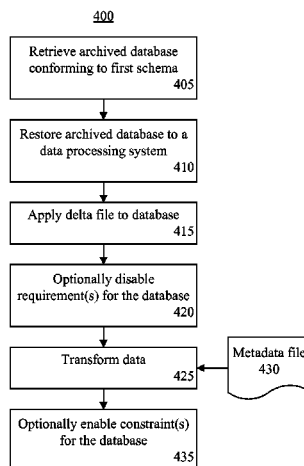 400
Retrieve archived database
conforming to first schema
405
Restore archived database to a
data processing system
410
Apply delta file to database
415
Optionally disable
requirement(s) for the database
420
Transform data
425
Metadata file
430
Optionally enable constraint(s)
for the database
435